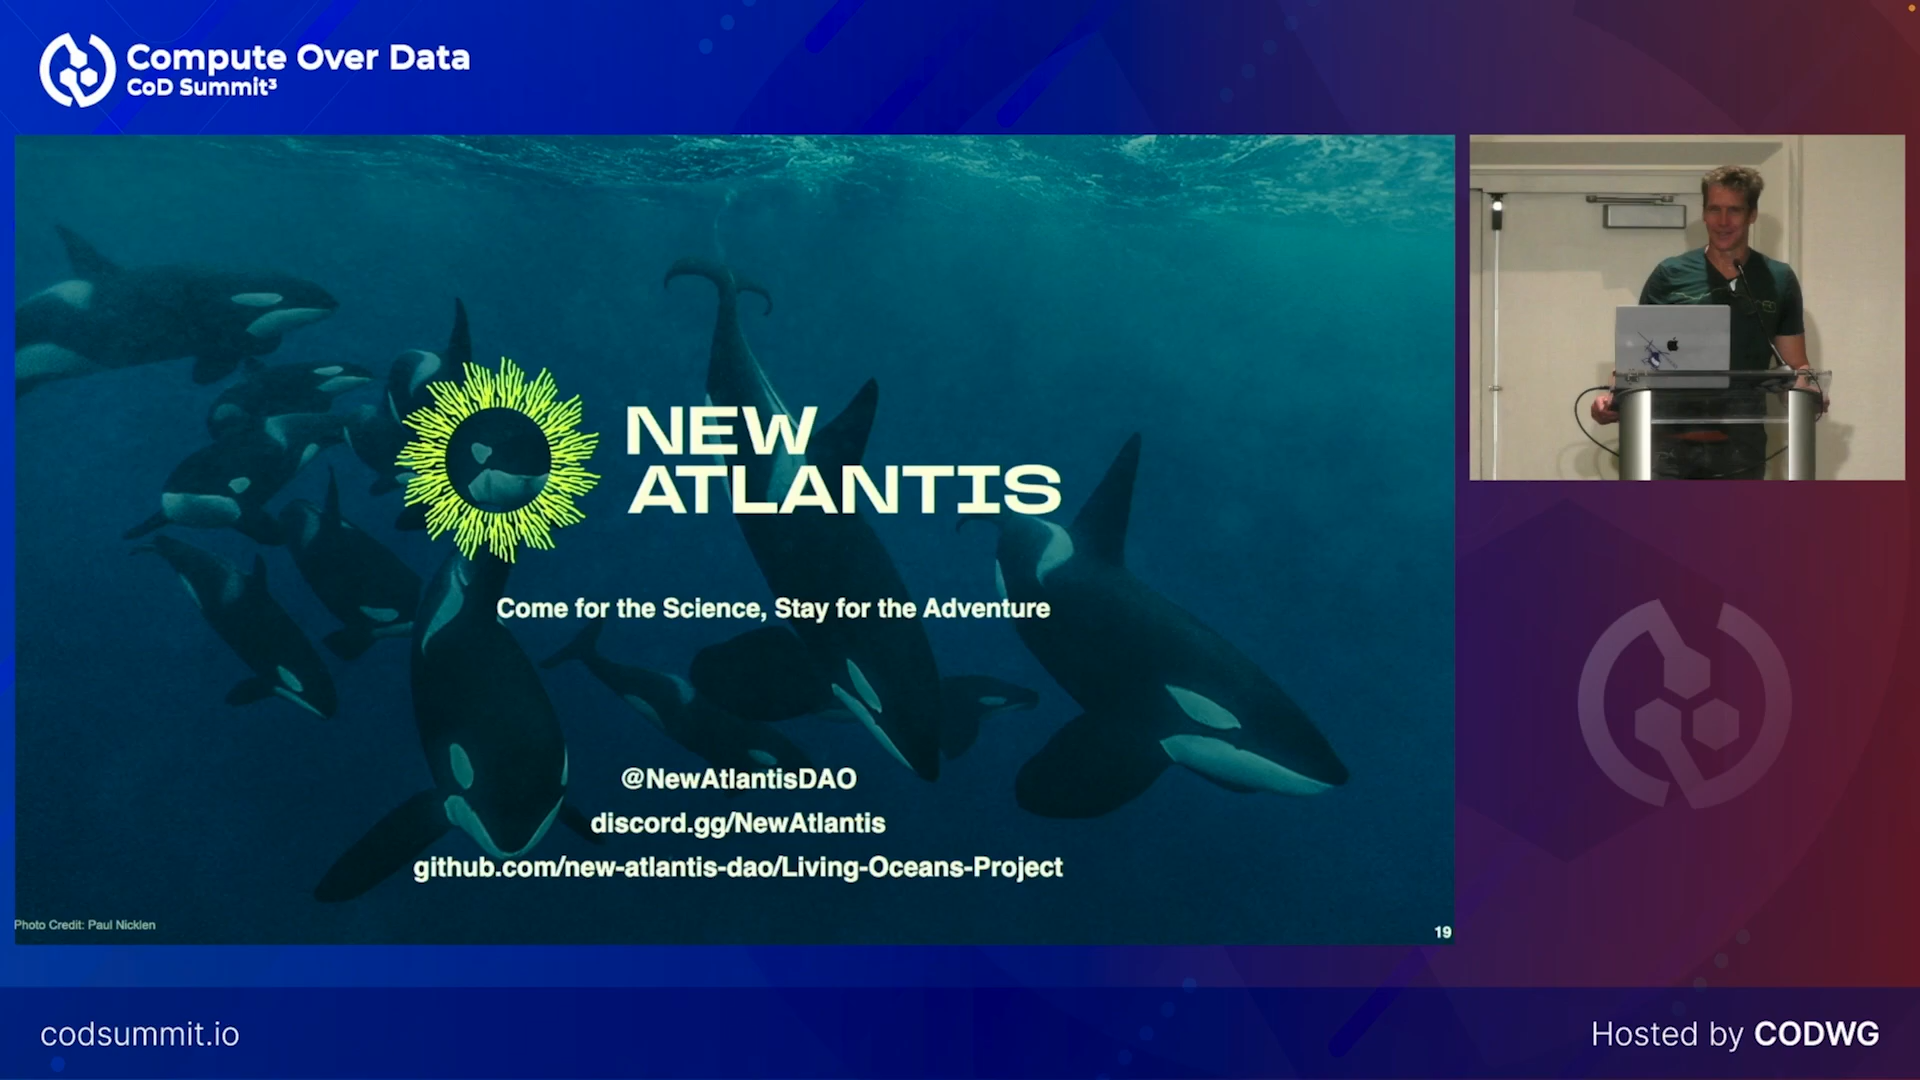 Compute Over Data
CoD Summit³
NEW
ATLANTIS
Come for the Science, Stay for the Adventure
@NewAtlantisDAO
discord.gg/NewAtlantis
github.com/new-atlantis-dao/Living-Oceans-Project
Photo Credit: Paul Nicklen
19
codsummit.io
Hosted by CODWG